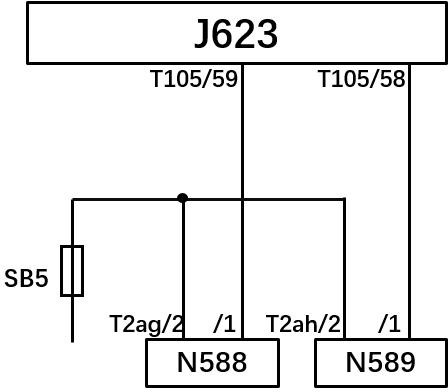 J623
T105/59 T105/58
SB5
T2ag/2 /1 T2ah/2 /1
N588 N589